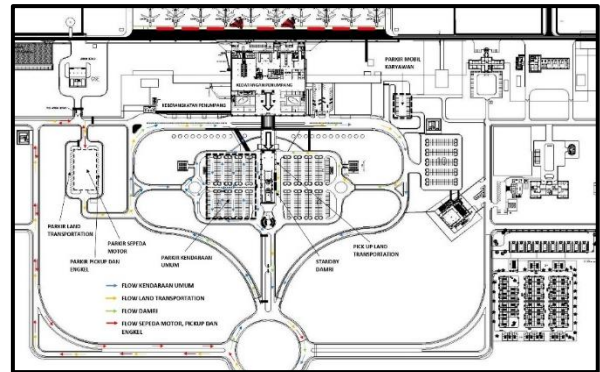 KEDATANGAN PENUMPANG
PARKIR MOBIL
KARYAWAN
KEBERANGKATAN PENUMPANG
PARKIR LAND
TRANSPORTATION
PARKIR SEPEDA
MOTOR
PARKIR PICKUP DAN
ENGKEL
PARKIR KENDARAAN
UMUM
STANDBY
DAMRI
PICK UP LAND
TRANSPORTATION
FLOW KENDARAAN UMUM
FLOW LAND TRANSPORTATION
FLOW DAMRI
FLOW SEPEDA MOTOR, PICKUP DAN
ENGKEL